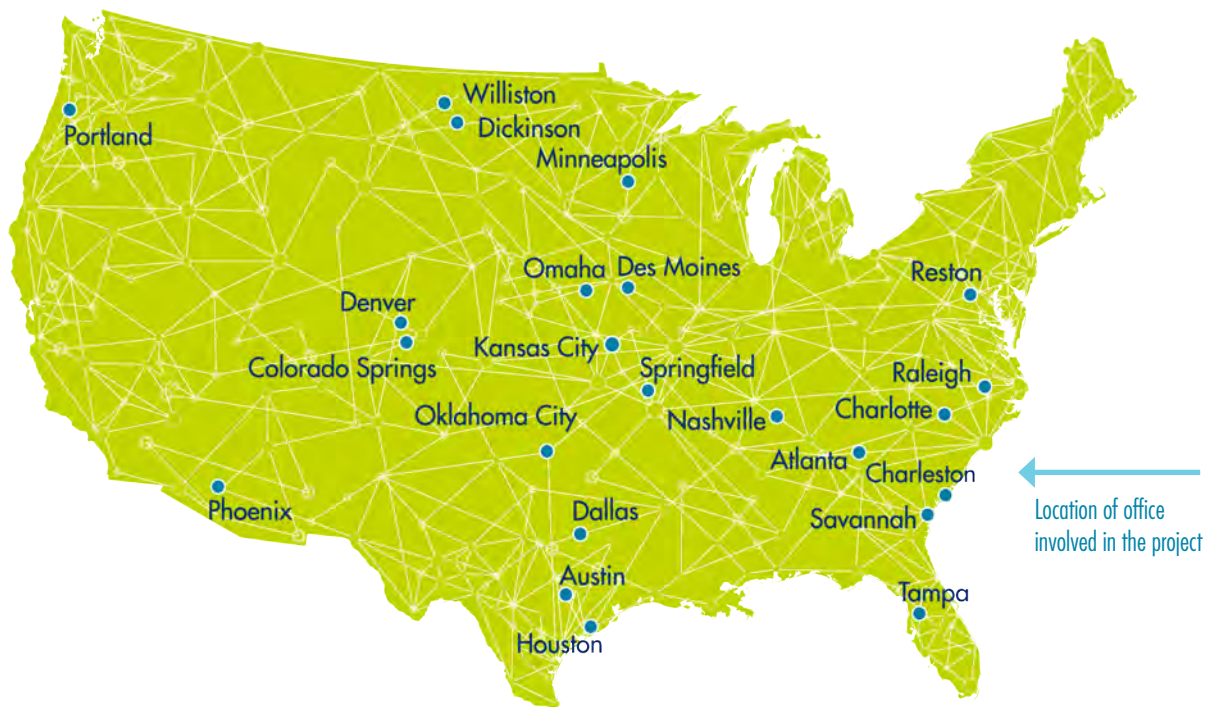 Williston
Portland
Dickinson
Minneapolis
Omaha
Des Moines
Reston
Denver
Kansas City
Colorado Springs
Springfield
Raleigh
Oklahoma City
Nashville
Charlotte
Atlanta
Charleston
Phoenix
Dallas
Savannah
Location of office
involved in the project
Austin
Tampa
Houston